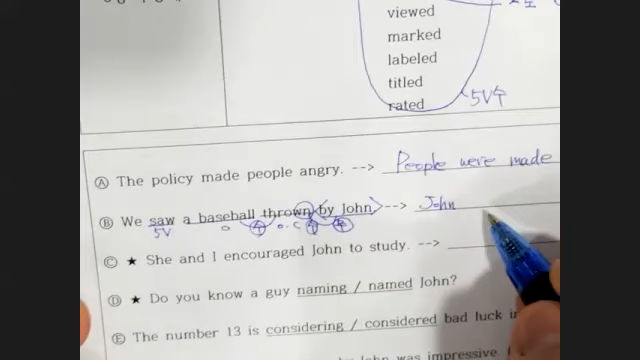 viewed
marked
labeled
titled
rated
5V수
Ⓐ The policy made people angry. --> People were made
Ⓑ We saw a baseball thrown by John. --> John
5V o 수 o.c
Ⓒ ★ She and I encouraged John to study. -->
Ⓓ ★ Do you know a guy naming / named John?
Ⓔ The number 13 is considering / considered bad luck in
John was impressive.